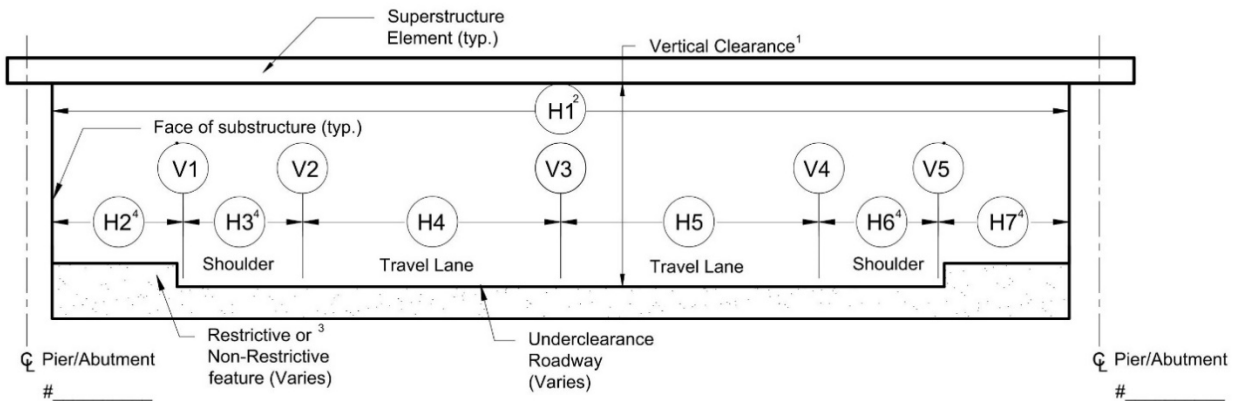 Superstructure
Element (typ.)
Vertical Clearance¹
H1²
Face of substructure (typ.)
V1
V2
V3
V4
V5
H2⁴
H3⁴
H4
H5
H6⁴
H7⁴
Shoulder
Travel Lane
Travel Lane
Shoulder
Restrictive or ³
Non-Restrictive
feature (Varies)
Underclearance
Roadway
(Varies)
℄ Pier/Abutment
#__________
℄ Pier/Abutment
#__________